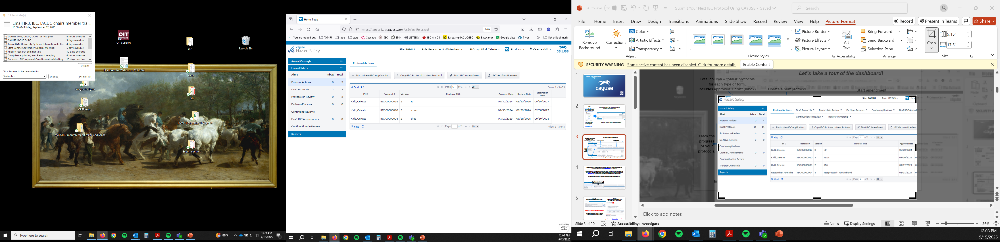 13 Reminder(s)
Email IRB, IBC, IACUC chairs member trai...
10:00 AM Friday, September 12, 2025
Update URG, URDA, UCPG for next year 4 hours overdue
CAYUSE IACUC & IBC 3 days overdue
Texas A&M University System - International - C... 4 days overdue
Staff Senate September General Meeting 5 days overdue
Kilburn research seminar talk 10 days overdue
Compliance printing and Record Keeping 4 hours overdue
Canceled: PI Equipment Questionnaire- Meeting 10 days overdue
Dismiss
Click Snooze to be reminded in:
5 minutes Snooze Dismiss All
OIT Support
ibc
Recycle Bin
IP address for WebFocus, 11.8.2024
iacuc
images for flyers
irb
ORSP misc
FAMIS Reports for URC grants
MAESTRO monthly report Marta and Sanaa
Export controls
Type here to search
88°F
12:08 PM
9/15/2025
Home Page
https://tamiur4.uat.cayuse.com/esSwitchRoles.wc?1
80%
You are logged out. TAMIU tools stats Cascade SSO SPIN LISTSERV IBC risk DB Basecamp IACUC/IBC Basecamp Google class Pivot Other Bookmarks
cayuse
Hazard Safety
Site: TAMIU Role: Researcher Staff Members PI Group: Kidd, Celeste Products Celeste Kidd cayuse
Animal Oversight
Hazard Safety
Alert Inbox Total
Protocol Actions 0 3
Draft Protocols 2 2
Protocols in Review 0 2
De Novo Reviews 0 0
Continuing Reviews
Draft IBC Amendments 0 0
Continuations in Review
Reports
Protocol Actions
+ Start a New IBC Application ! Copy IBC Protocol to New Protocol Start IBC Amendment IBC Versions Preview
Find Page 1 of 1 20 View 1 - 3 of 3
PI Protocol # Version Protocol Title Approve Date Review Date Expiration Date
Kidd, Celeste IBC-00000018 2 fdf 09/30/2024 09/30/2026 09/30/2027
Kidd, Celeste IBC-00000010 3 xzvzx 09/30/2024 09/30/2026 09/30/2027
Kidd, Celeste IBC-00000006 2 dfas 09/19/2025 09/19/2026 09/19/2028
Find Page 1 of 1 20 View 1 - 3 of 3
Resource Center badge
12:09 PM
9/15/2025
AutoSave On Submit Your Next IBC Protocol Using CAYUSE • Saved Search
File Home Insert Draw Design Transitions Animations Slide Show Record Review View Help Picture Format Record Present in Teams Share
Remove Background
Corrections
Color
Artistic Effects
Transparency
Adjust
Picture Styles
Picture Border
Picture Effects
Picture Layout
Alt Text
Accessibility
Bring Forward
Send Backward
Selection Pane
Arrange
Crop
9.15"
17.5"
Size
SECURITY WARNING Some active content has been disabled. Click for more details. Enable Content
1
cayuse
2
3
4
5
Let's take a tour of the dashboard!
Total column = total # protocols
for each type of form.
Includes approved + draft (Inbox)
Create a new protocol
Start amendment
Track the
progress
of your
protocols.
In
cayuse
Hazard Safety
Site: TAMIU Role: IBC Office Pro
Hazard Safety
Alert Inbox Total
Protocol Actions 0 4
Draft Protocols 11 11
Protocols in Review 6 6
De Novo Reviews 0 0
Continuing Reviews
Draft IBC Amendments 0 0
Continuations in Review
Transfer Ownership 0 0
Reports
Protocol Actions Draft Protocols Protocols in Review De Novo Reviews Continuing Reviews Draft IBC Amend
Continuations in Review Transfer Ownership
+ Start a New IBC Application ! Copy IBC Protocol to New Protocol Start IBC Amendment IBC Versions Preview
Find Page 1 of 1 20
PI Protocol # Version Protocol Title Approve Date
Kidd, Celeste IBC-00000018 2 fdf 09/30/2024 0
Kidd, Celeste IBC-00000010 3 xzvzx 09/30/2024 0
Kidd, Celeste IBC-00000006 2 dfas 09/19/2025 0
Researcher, John The IBC-00000004 3 Test protocol - human blood 08/31/2024 0
Find Page 1 of 1 20
Click to add notes
Slide 3 of 20 Accessibility: Investigate Notes Display Settings 36%
12:08 PM
9/15/2025